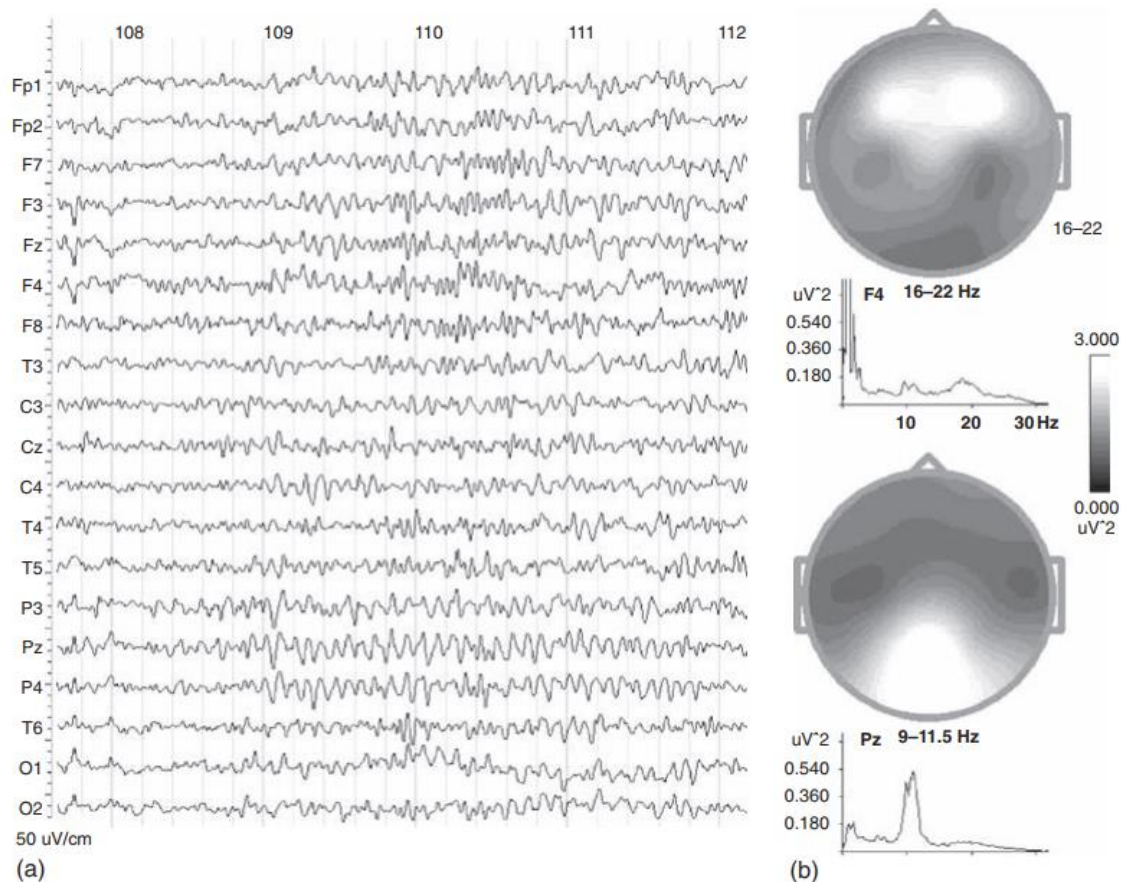 108 109 110 111 112
Fp1
Fp2
F7
F3
Fz
F4
F8
T3
C3
Cz
C4
T4
T5
P3
Pz
P4
T6
O1
O2
50 uV/cm
(a)
16–22
uV^2 F4 16–22 Hz
0.540
0.360
0.180
10 20 30 Hz
3.000
0.000
uV^2
uV^2 Pz 9–11.5 Hz
0.540
0.360
0.180
(b)